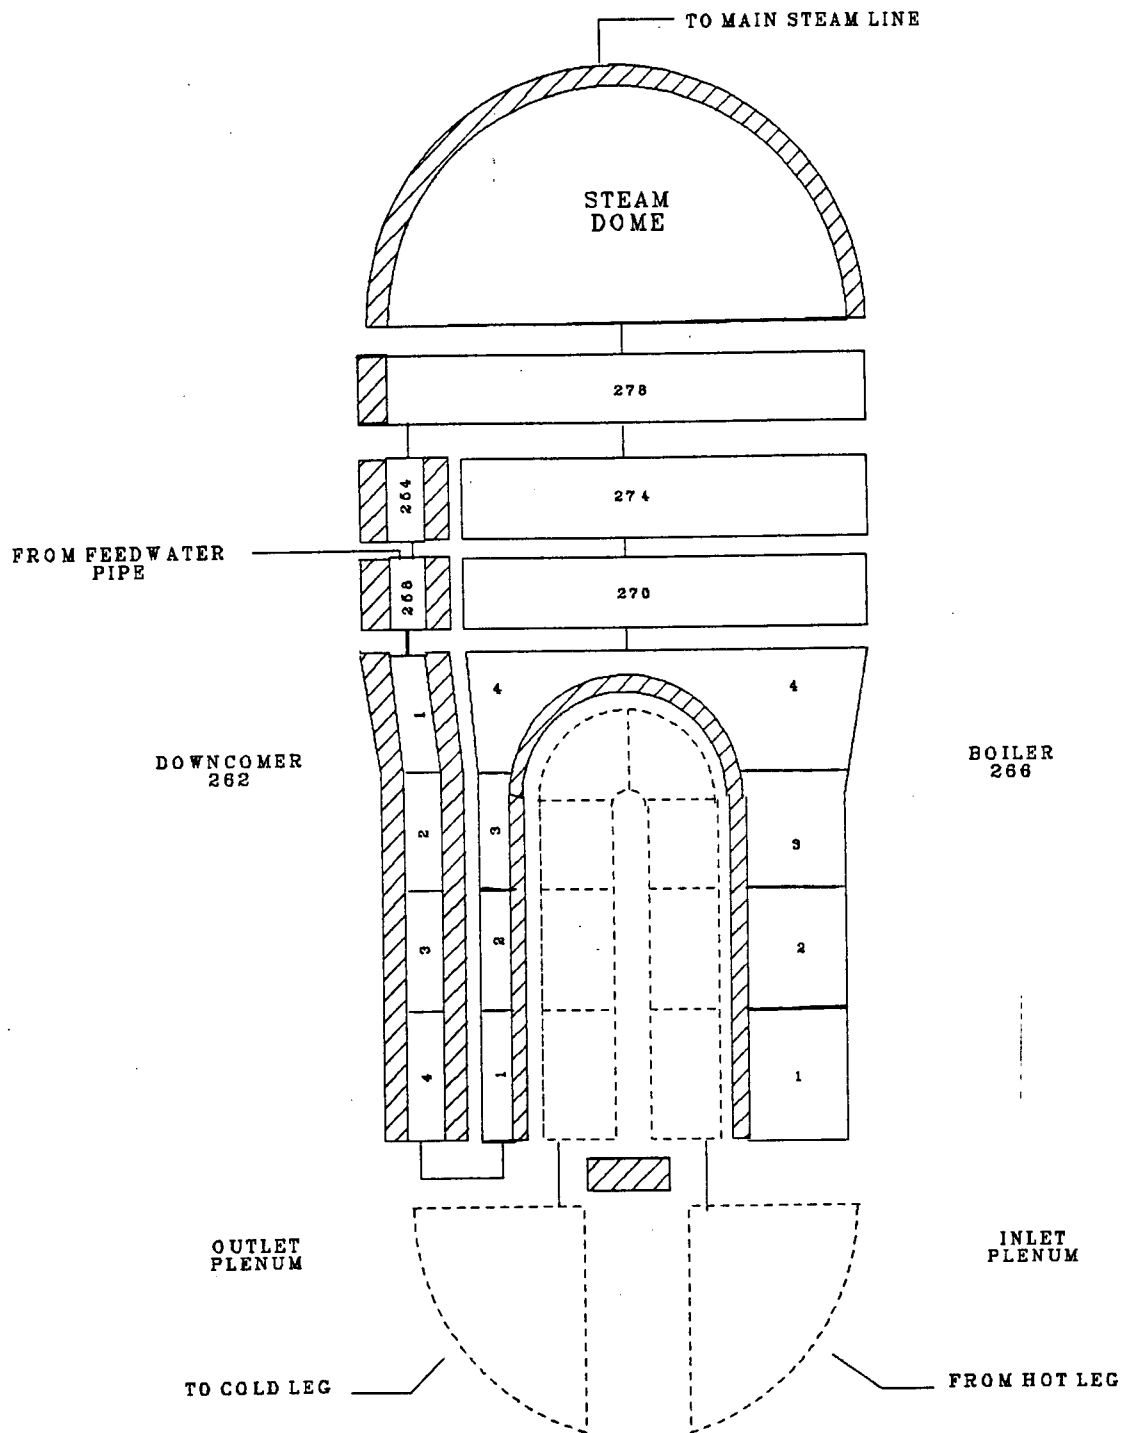 TO MAIN STEAM LINE
STEAM
DOME
278
254
274
FROM FEEDWATER
PIPE
258
270
4
4
1
DOWNCOMER
262
BOILER
266
2
3
3
3
2
2
4
1
1
OUTLET
PLENUM
INLET
PLENUM
TO COLD LEG
FROM HOT LEG